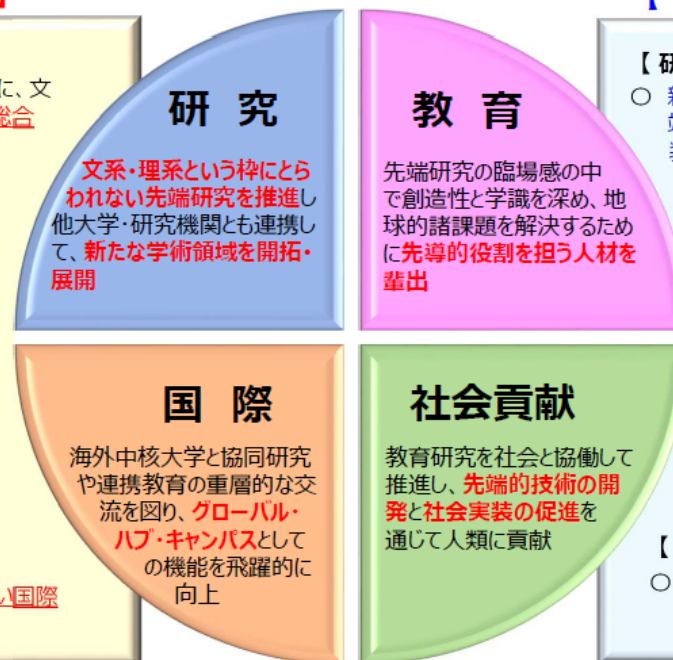 に、文
総合
い国際
研 究
文系・理系という枠にとら
われない先端研究を推進し
他大学・研究機関とも連携し
て、新たな学術領域を開拓・
展開
教 育
先端研究の臨場感の中
で創造性と学識を深め、地
球的諸課題を解決するため
に先導的役割を担う人材を
輩出
国 際
海外中核大学と協同研究
や連携教育の重層的な交
流を図り、グローバル・
ハブ・キャンパスとして
の機能を飛躍的に
向上
社会貢献
教育研究を社会と協働して
推進し、先端的技術の開
発と社会実装の促進を
通じて人類に貢献
【
○
【
○